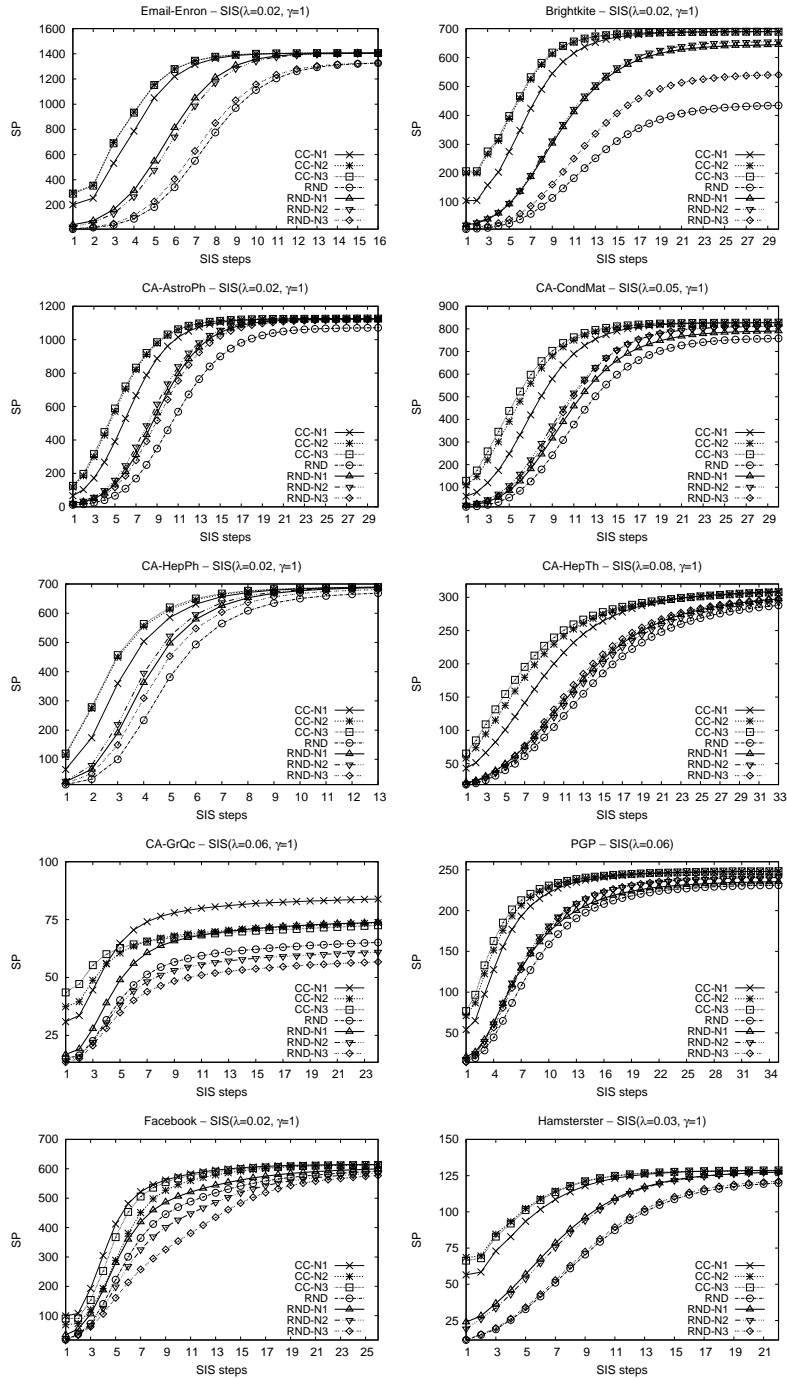 Email-Enron – SIS(λ=0.02, γ=1)
1600
1400
1200
1000
800
600
400
200
SP
CC-N1
CC-N2
CC-N3
RND
RND-N1
RND-N2
RND-N3
1 2 3 4 5 6 7 8 9 10 11 12 13 14 15 16
SIS steps
Brightkite – SIS(λ=0.02, γ=1)
700
600
500
400
300
200
100
SP
CC-N1
CC-N2
CC-N3
RND
RND-N1
RND-N2
RND-N3
1 3 5 7 9 11 13 15 17 19 21 23 25 27 29
SIS steps
CA-AstroPh – SIS(λ=0.02, γ=1)
1200
1000
800
600
400
200
0
SP
CC-N1
CC-N2
CC-N3
RND
RND-N1
RND-N2
RND-N3
1 3 5 7 9 11 13 15 17 19 21 23 25 27 29
SIS steps
CA-CondMat – SIS(λ=0.05, γ=1)
900
800
700
600
500
400
300
200
100
SP
CC-N1
CC-N2
CC-N3
RND
RND-N1
RND-N2
RND-N3
1 3 5 7 9 11 13 15 17 19 21 23 25 27 29
SIS steps
CA-HepPh – SIS(λ=0.02, γ=1)
700
600
500
400
300
200
100
SP
CC-N1
CC-N2
CC-N3
RND
RND-N1
RND-N2
RND-N3
1 2 3 4 5 6 7 8 9 10 11 12 13
SIS steps
CA-HepTh – SIS(λ=0.08, γ=1)
300
250
200
150
100
50
SP
CC-N1
CC-N2
CC-N3
RND
RND-N1
RND-N2
RND-N3
1 3 5 7 9 11 13 15 17 19 21 23 25 27 29 31 33
SIS steps
CA-GrQc – SIS(λ=0.06, γ=1)
100
75
50
25
SP
CC-N1
CC-N2
CC-N3
RND
RND-N1
RND-N2
RND-N3
1 3 5 7 9 11 13 15 17 19 21 23
SIS steps
PGP – SIS(λ=0.06)
250
200
150
100
50
SP
CC-N1
CC-N2
CC-N3
RND
RND-N1
RND-N2
RND-N3
1 4 7 10 13 16 19 22 25 28 31 34
SIS steps
Facebook – SIS(λ=0.02, γ=1)
700
600
500
400
300
200
100
SP
CC-N1
CC-N2
CC-N3
RND
RND-N1
RND-N2
RND-N3
1 3 5 7 9 11 13 15 17 19 21 23 25
SIS steps
Hamsterster – SIS(λ=0.03, γ=1)
150
125
100
75
50
25
SP
CC-N1
CC-N2
CC-N3
RND
RND-N1
RND-N2
RND-N3
1 3 5 7 9 11 13 15 17 19 21
SIS steps